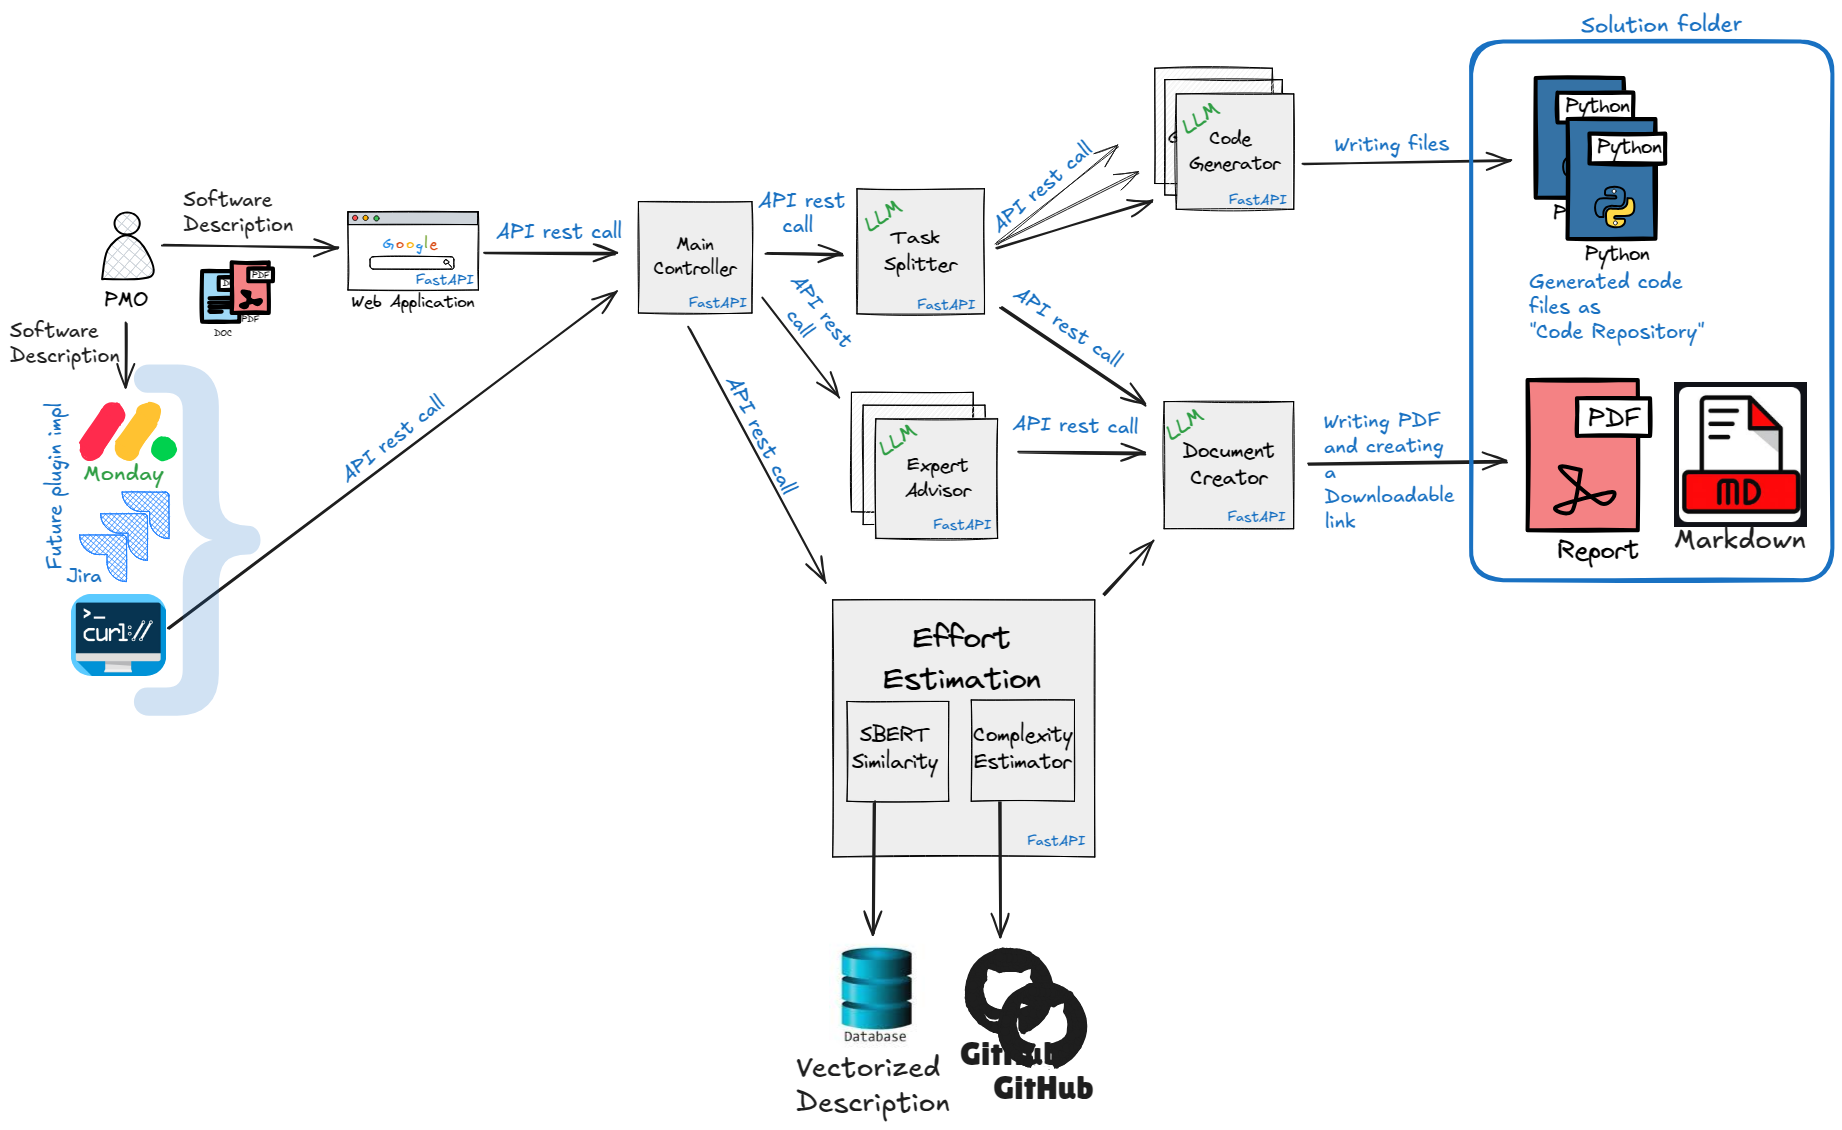 Solution folder
Software
Description
DOC
PDF
PDF
PMO
Google
FastAPI
Web Application
API rest call
Software
Description
Future plugin impl
Monday
Jira
>_
curl://
API rest call
Main
Controller
FastAPI
API rest
call
API rest
call
API rest call
LLM
Task
Splitter
FastAPI
API rest call
API rest call
LLM
Code
Generator
FastAPI
Writing files
Python
Python
Python
Generated code
files as
"Code Repository"
LLM
Expert
Advisor
FastAPI
API rest call
LLM
Document
Creator
FastAPI
Writing PDF
and creating
a
Downloadable
link
PDF
Report
MD
Markdown
Effort
Estimation
SBERT
Similarity
Complexity
Estimator
FastAPI
Database
Vectorized
Description
GitHub
GitHub